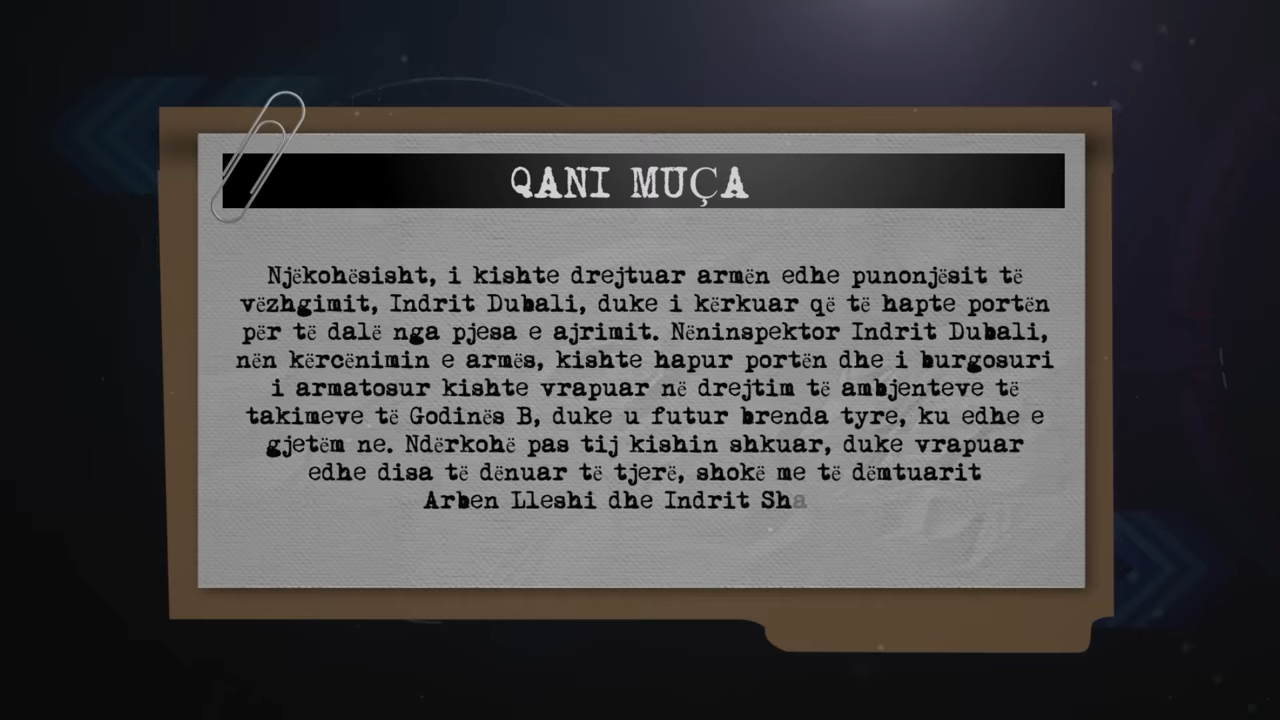 QANI MUÇA
Njëkohësisht, i kishte drejtuar armën edhe punonjësit të
vëzhgimit, Indrit Dubali, duke i kërkuar që të hapte portën
për të dalë nga pjesa e ajrimit. Nëninspektor Indrit Dubali,
nën kërcënimin e armës, kishte hapur portën dhe i burgosuri
i armatosur kishte vrapuar në drejtim të ambjenteve të
takimeve të Godinës B, duke u futur brenda tyre, ku edhe e
gjetëm ne. Ndërkohë pas tij kishin shkuar, duke vrapuar
edhe disa të dënuar të tjerë, shokë me të dëmtuarit
Arben Lleshi dhe Indrit Sha